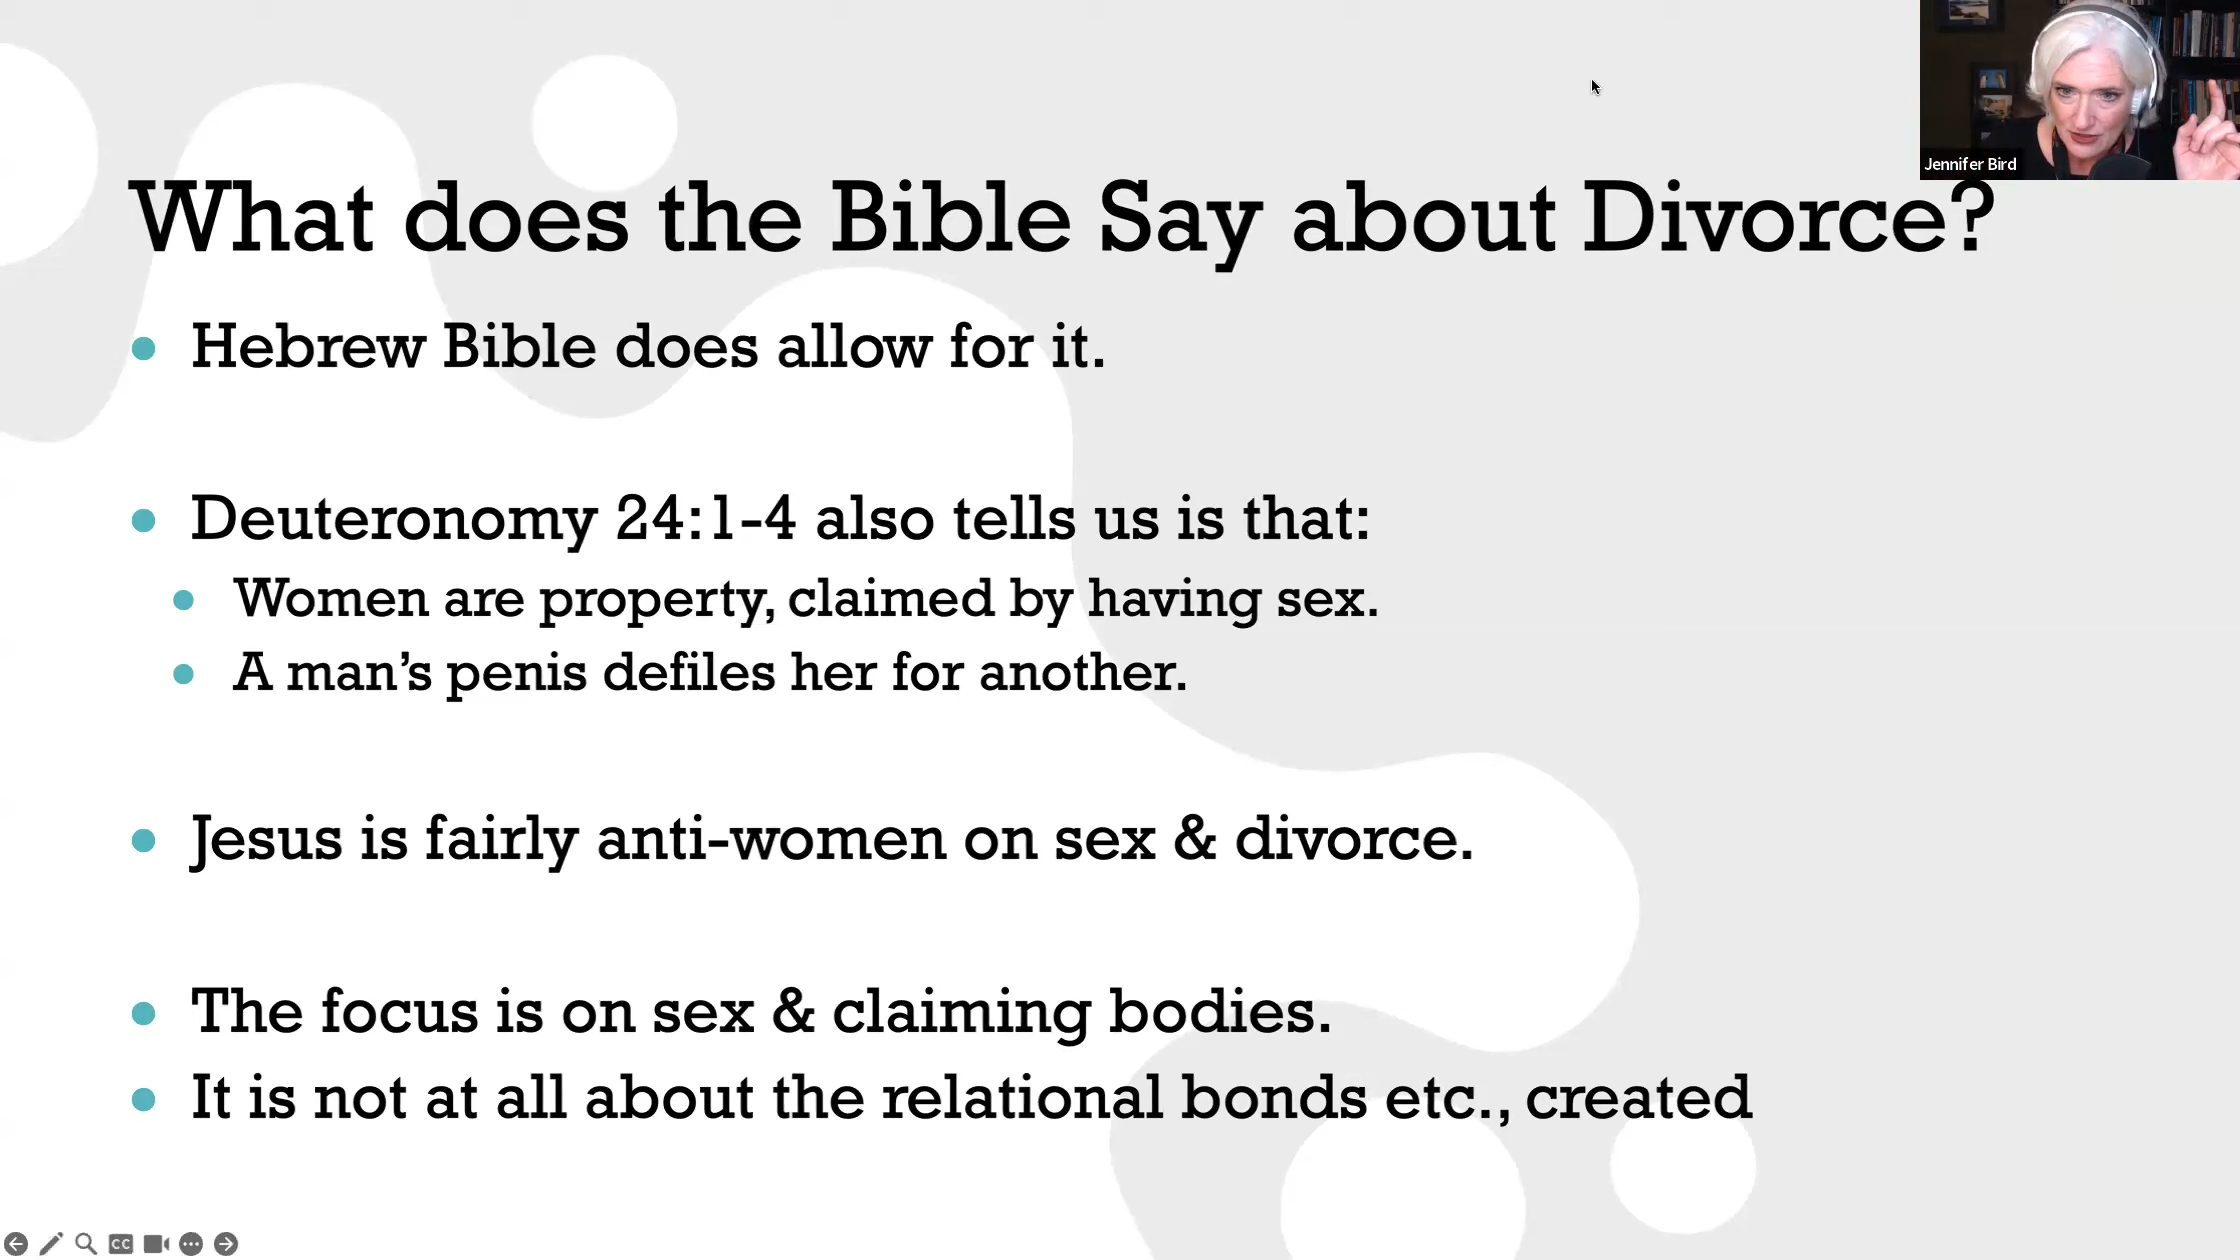 Jennifer Bird
What does the Bible Say about Divorce?
Hebrew Bible does allow for it.
Deuteronomy 24:1-4 also tells us is that:
Women are property, claimed by having sex.
A man’s penis defiles her for another.
Jesus is fairly anti-women on sex & divorce.
The focus is on sex & claiming bodies.
It is not at all about the relational bonds etc., created
CC